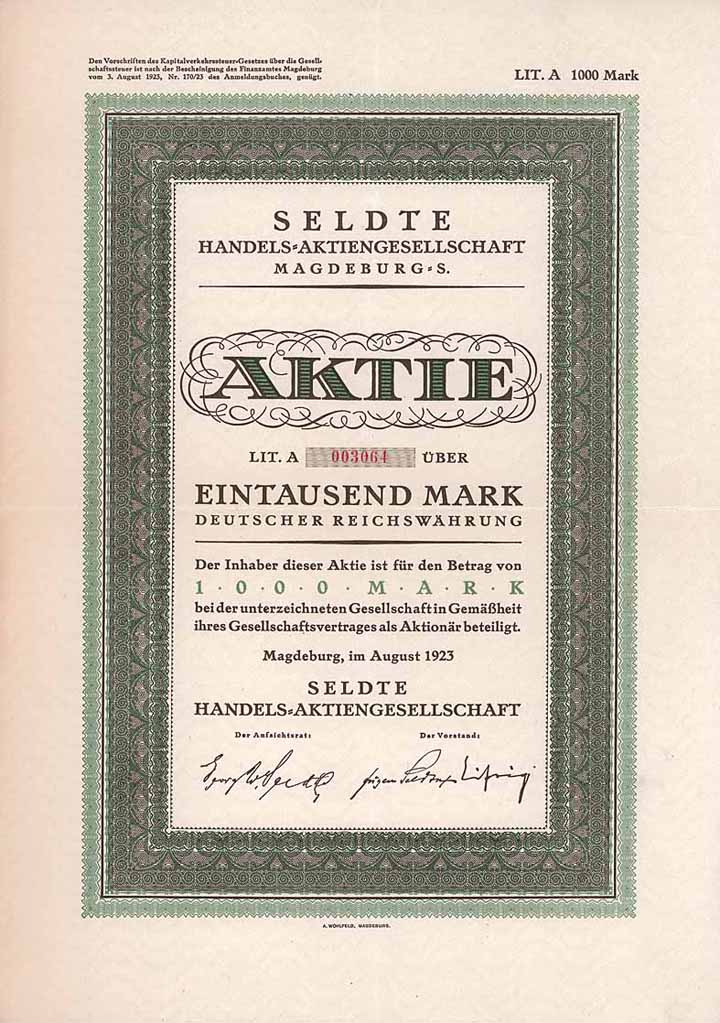 Den Vorschriften des Kapitalverkehrssteuer-Gesetzes über die Gesell-
schaftssteuer ist nach der Bescheinigung des Finanzamtes Magdeburg
vom 3. August 1923, Nr. 170/23 des Anmeldungsbuches, genügt.
LIT. A 1000 Mark
SELDTE
HANDELS-AKTIENGESELLSCHAFT
MAGDEBURG-S.
AKTIE
LIT. A 003064 ÜBER
EINTAUSEND MARK
DEUTSCHER REICHSWÄHRUNG
Der Inhaber dieser Aktie ist für den Betrag von
1·0·0·0·M·A·R·K
bei der unterzeichneten Gesellschaft in Gemäßheit
ihres Gesellschaftsvertrages als Aktionär beteiligt.
Magdeburg, im August 1923
SELDTE
HANDELS-AKTIENGESELLSCHAFT
Der Aufsichtsrat: Der Vorstand:
A. WOHLFELD, MAGDEBURG.